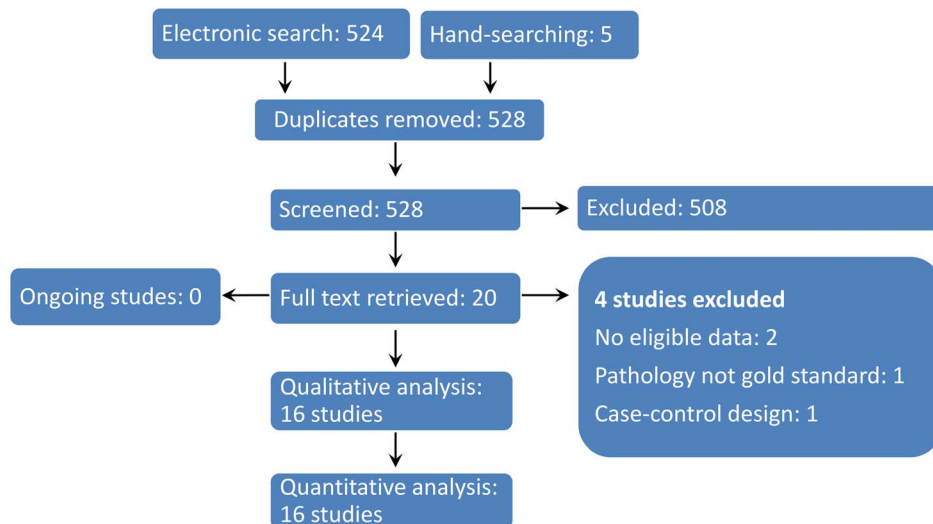 Electronic search: 524
Hand-searching: 5
Duplicates removed: 528
Screened: 528
Excluded: 508
Ongoing studes: 0
Full text retrieved: 20
4 studies excluded
No eligible data: 2
Pathology not gold standard: 1
Case-control design: 1
Qualitative analysis:
16 studies
Quantitative analysis:
16 studies